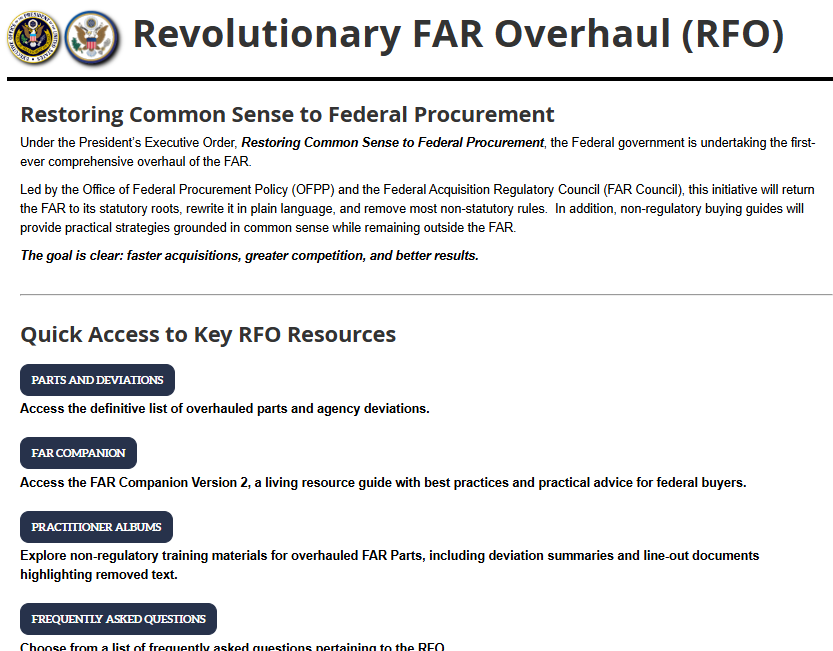 Revolutionary FAR Overhaul (RFO)
Restoring Common Sense to Federal Procurement
Under the President's Executive Order, Restoring Common Sense to Federal Procurement, the Federal government is undertaking the first-
ever comprehensive overhaul of the FAR.
Led by the Office of Federal Procurement Policy (OFPP) and the Federal Acquisition Regulatory Council (FAR Council), this initiative will return
the FAR to its statutory roots, rewrite it in plain language, and remove most non-statutory rules.  In addition, non-regulatory buying guides will
provide practical strategies grounded in common sense while remaining outside the FAR.
The goal is clear: faster acquisitions, greater competition, and better results.
Quick Access to Key RFO Resources
PARTS AND DEVIATIONS
Access the definitive list of overhauled parts and agency deviations.
FAR COMPANION
Access the FAR Companion Version 2, a living resource guide with best practices and practical advice for federal buyers.
PRACTITIONER ALBUMS
Explore non-regulatory training materials for overhauled FAR Parts, including deviation summaries and line-out documents
highlighting removed text.
FREQUENTLY ASKED QUESTIONS
Choose from a list of frequently asked questions pertaining to the RFO.